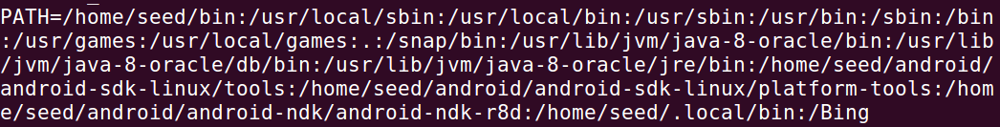 PATH=/home/seed/bin:/usr/local/sbin:/usr/local/bin:/usr/sbin:/usr/bin:/sbin:/bin
:/usr/games:/usr/local/games:.:/snap/bin:/usr/lib/jvm/java-8-oracle/bin:/usr/lib
/jvm/java-8-oracle/db/bin:/usr/lib/jvm/java-8-oracle/jre/bin:/home/seed/android/
android-sdk-linux/tools:/home/seed/android/android-sdk-linux/platform-tools:/hom
e/seed/android/android-ndk/android-ndk-r8d:/home/seed/.local/bin:/Bing